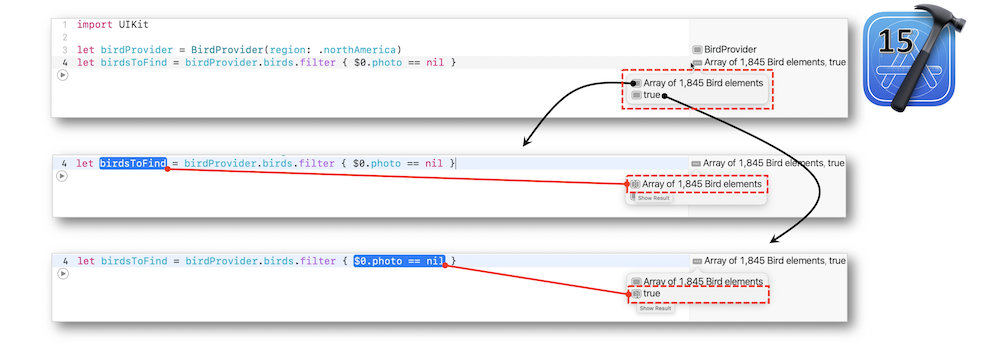 1 import UIKit
2
3 let birdProvider = BirdProvider(region: .northAmerica)
BirdProvider
4 let birdsToFind = birdProvider.birds.filter { $0.photo == nil }
Array of 1,845 Bird elements, true
Array of 1,845 Bird elements
true
15
4 let birdsToFind = birdProvider.birds.filter { $0.photo == nil }
Array of 1,845 Bird elements, true
Array of 1,845 Bird elements
Show Result
4 let birdsToFind = birdProvider.birds.filter { $0.photo == nil }
Array of 1,845 Bird elements, true
Array of 1,845 Bird elements
true
Show Result